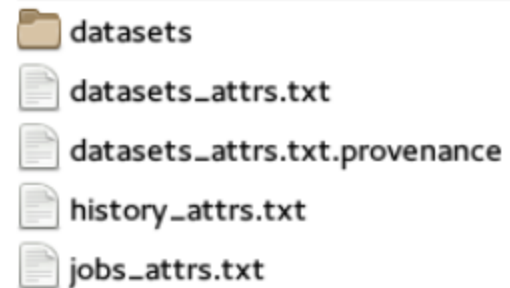 datasets
datasets_attrs.txt
datasets_attrs.txt.provenance
history_attrs.txt
jobs_attrs.txt